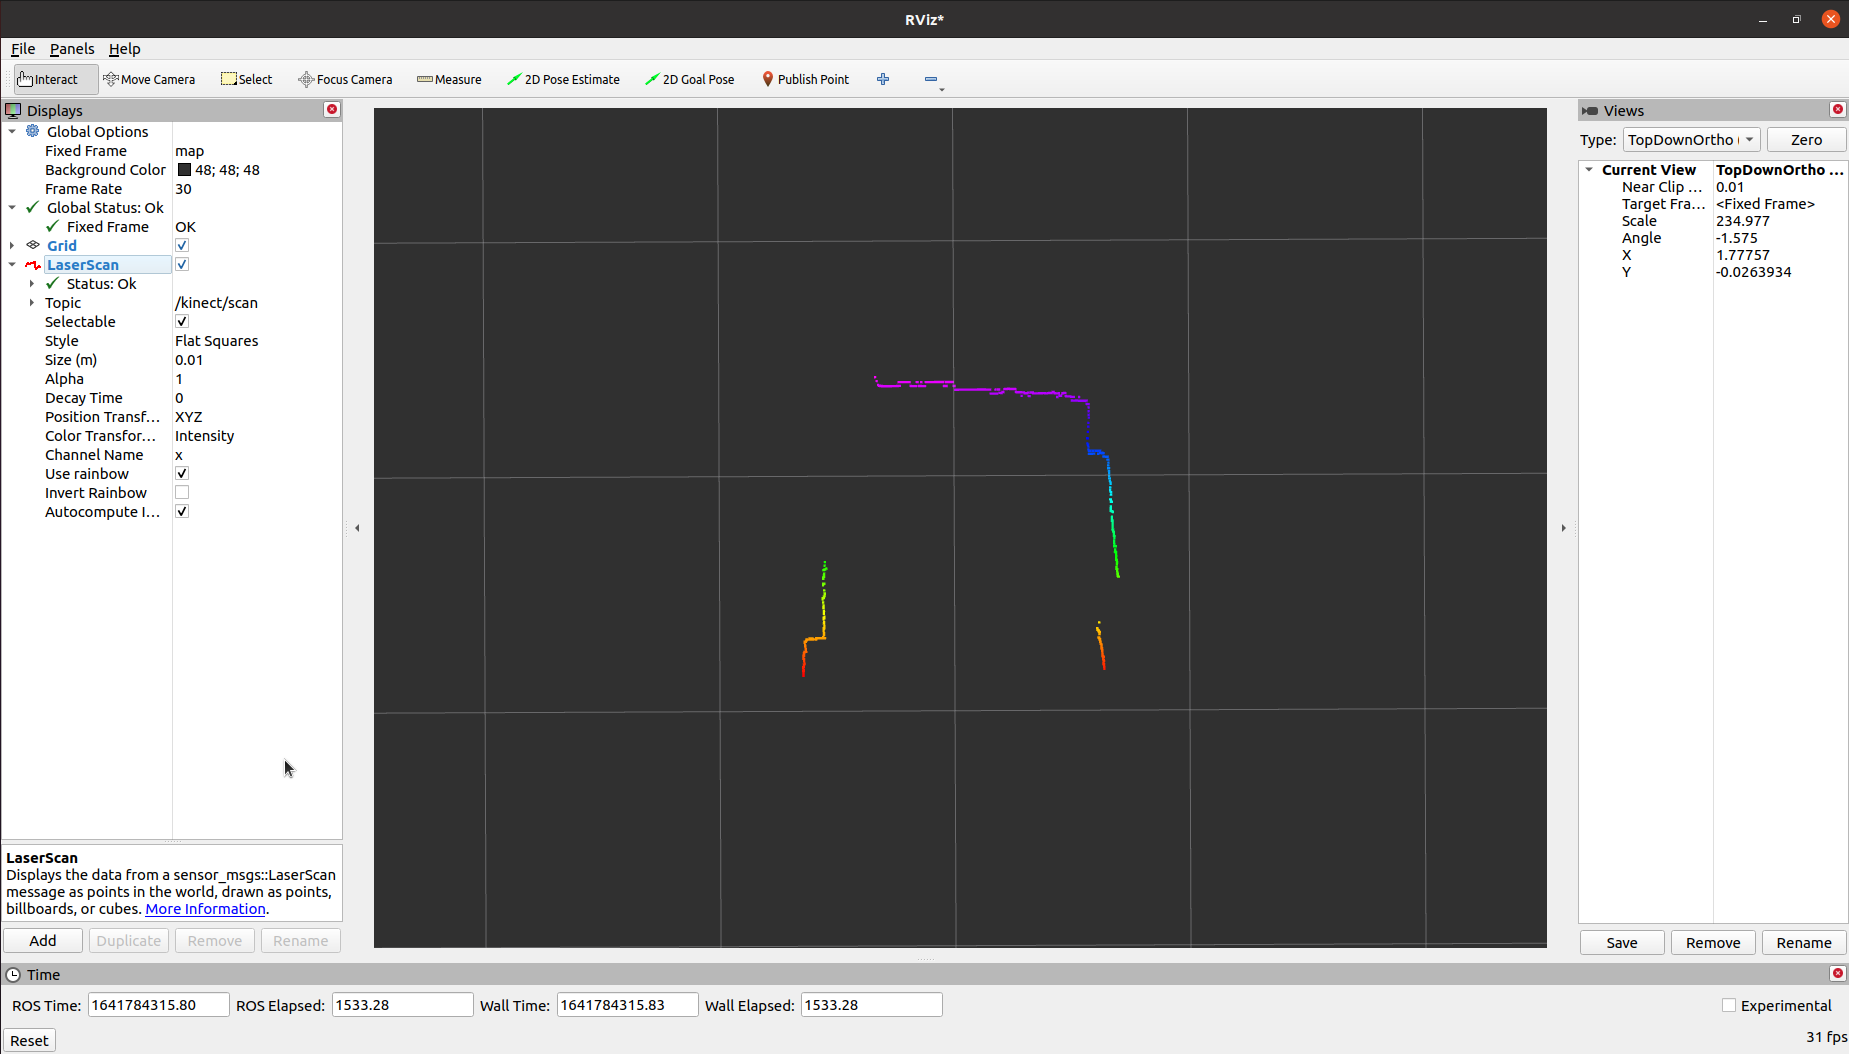 RViz*
File Panels Help
Interact Move Camera Select Focus Camera Measure 2D Pose Estimate 2D Goal Pose Publish Point
Displays
Global Options
Fixed Frame map
Background Color 48; 48; 48
Frame Rate 30
Global Status: Ok
Fixed Frame OK
Grid
LaserScan
Status: Ok
Topic /kinect/scan
Selectable
Style Flat Squares
Size (m) 0.01
Alpha 1
Decay Time 0
Position Transf... XYZ
Color Transfor... Intensity
Channel Name x
Use rainbow
Invert Rainbow
Autocompute I...
LaserScan
Displays the data from a sensor_msgs::LaserScan
message as points in the world, drawn as points,
billboards, or cubes. More Information.
Add Duplicate Remove Rename
Views
Type: TopDownOrtho ( Zero
Current View TopDownOrtho ...
Near Clip ... 0.01
Target Fra... <Fixed Frame>
Scale 234.977
Angle -1.575
X 1.77757
Y -0.0263934
Save Remove Rename
Time
ROS Time: 1641784315.80 ROS Elapsed: 1533.28 Wall Time: 1641784315.83 Wall Elapsed: 1533.28 Experimental
Reset 31 fps